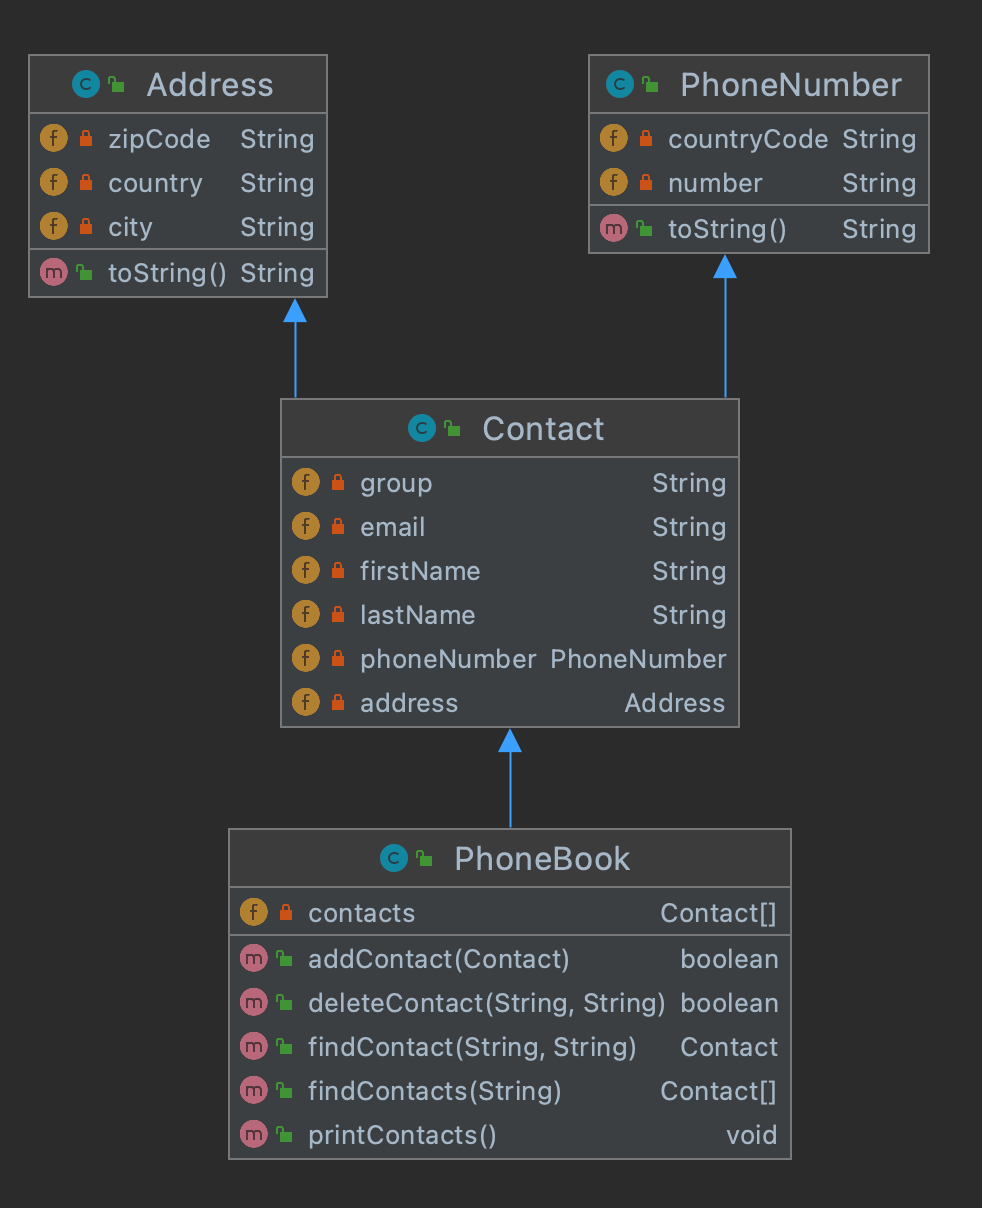 Address
zipCode String
country String
city String
toString() String
PhoneNumber
countryCode String
number String
toString() String
Contact
group String
email String
firstName String
lastName String
phoneNumber PhoneNumber
address Address
PhoneBook
contacts Contact[]
addContact(Contact) boolean
deleteContact(String, String) boolean
findContact(String, String) Contact
findContacts(String) Contact[]
printContacts() void